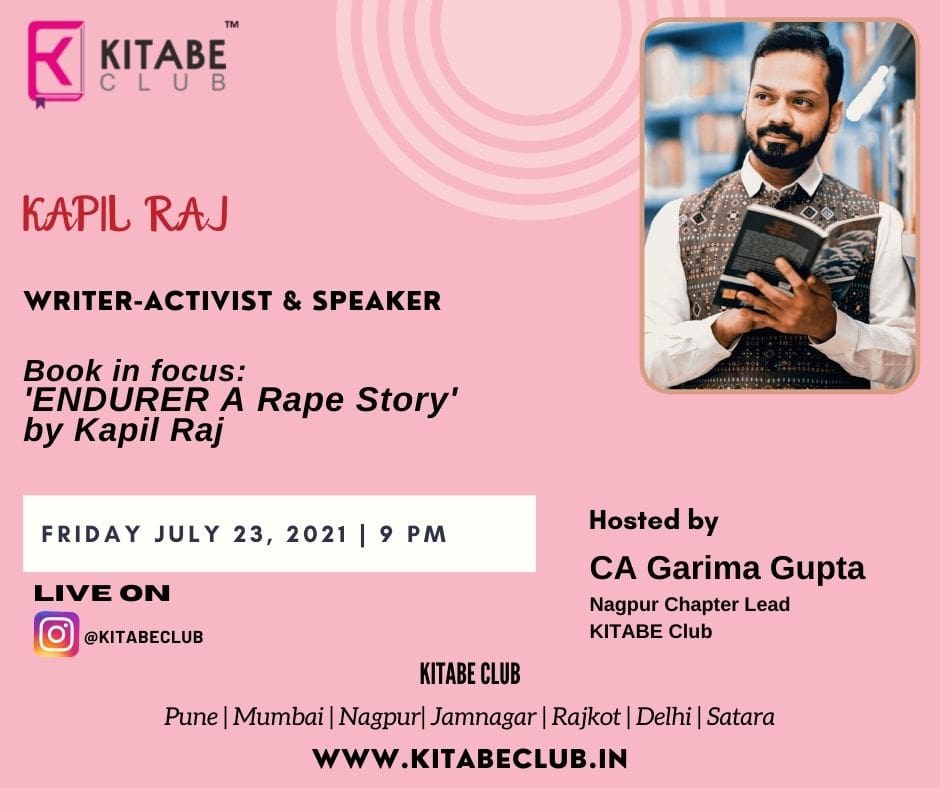 KITABE™
CLUB
KAPIL RAJ
WRITER-ACTIVIST & SPEAKER
Book in focus:
'ENDURER A Rape Story'
by Kapil Raj
FRIDAY JULY 23, 2021 | 9 PM
LIVE ON
@KITABECLUB
Hosted by
CA Garima Gupta
Nagpur Chapter Lead
KITABE Club
KITABE CLUB
Pune | Mumbai | Nagpur| Jamnagar | Rajkot | Delhi | Satara
WWW.KITABECLUB.IN